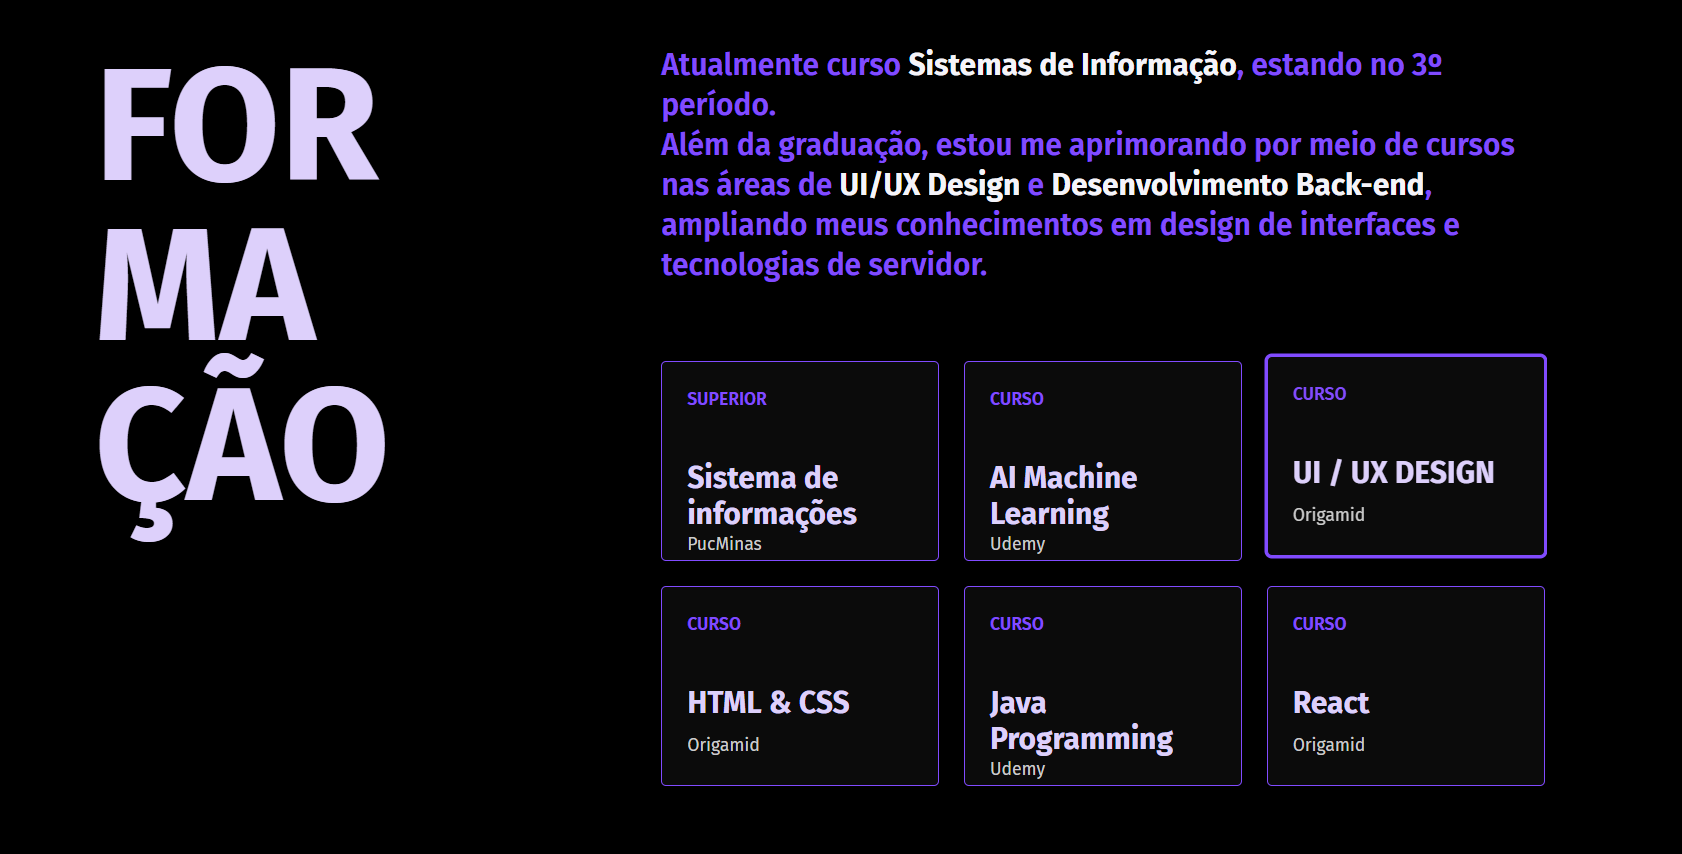 FOR
MA
ÇÃO
Atualmente curso Sistemas de Informação, estando no 3º
período.
Além da graduação, estou me aprimorando por meio de cursos
nas áreas de UI/UX Design e Desenvolvimento Back-end,
ampliando meus conhecimentos em design de interfaces e
tecnologias de servidor.
SUPERIOR
Sistema de
informações
PucMinas
CURSO
AI Machine
Learning
Udemy
CURSO
UI / UX DESIGN
Origamid
CURSO
HTML & CSS
Origamid
CURSO
Java
Programming
Udemy
CURSO
React
Origamid